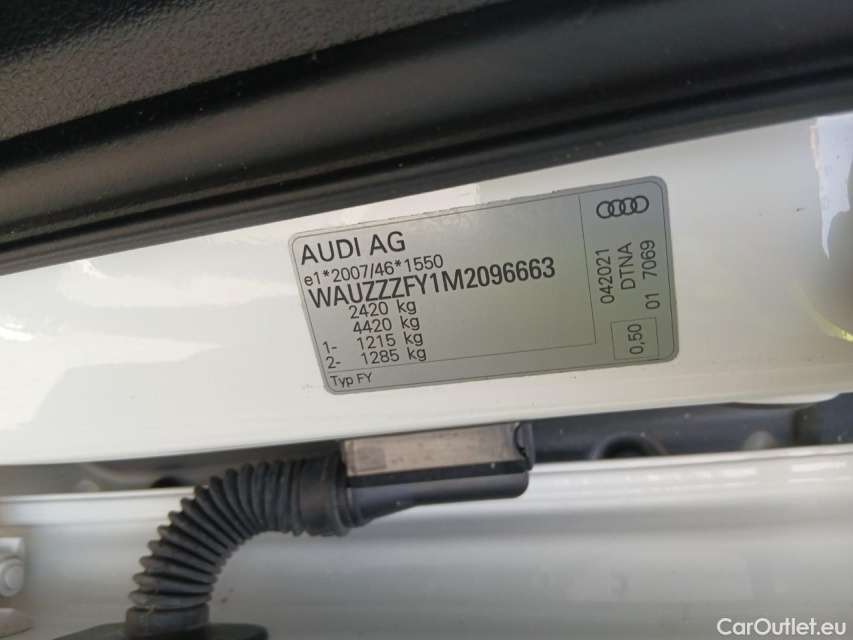 AUDI AG
e1*2007/46*1550
WAUZZZFY1M2096663
2420 kg
4420 kg
1- 1215 kg
2- 1285 kg
Typ FY
042021
DTNA
01 7069
0,50
CarOutlet.eu